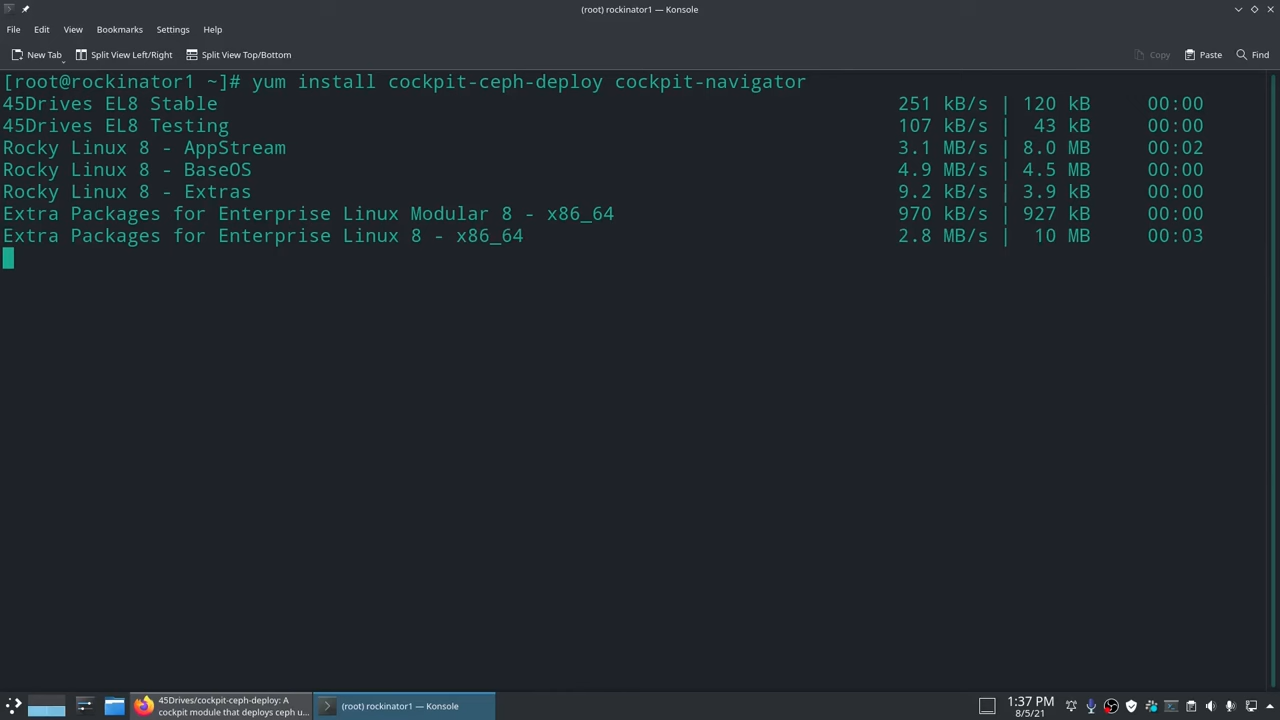 (root) rockinator1 — Konsole
File Edit View Bookmarks Settings Help
New Tab Split View Left/Right Split View Top/Bottom Copy Paste Find
[root@rockinator1 ~]# yum install cockpit-ceph-deploy cockpit-navigator
45Drives EL8 Stable 251 kB/s | 120 kB 00:00
45Drives EL8 Testing 107 kB/s | 43 kB 00:00
Rocky Linux 8 - AppStream 3.1 MB/s | 8.0 MB 00:02
Rocky Linux 8 - BaseOS 4.9 MB/s | 4.5 MB 00:00
Rocky Linux 8 - Extras 9.2 kB/s | 3.9 kB 00:00
Extra Packages for Enterprise Linux Modular 8 - x86_64 970 kB/s | 927 kB 00:00
Extra Packages for Enterprise Linux 8 - x86_64 2.8 MB/s | 10 MB 00:03
45Drives/cockpit-ceph-deploy: A
cockpit module that deploys ceph u...
(root) rockinator1 — Konsole
1:37 PM
8/5/21